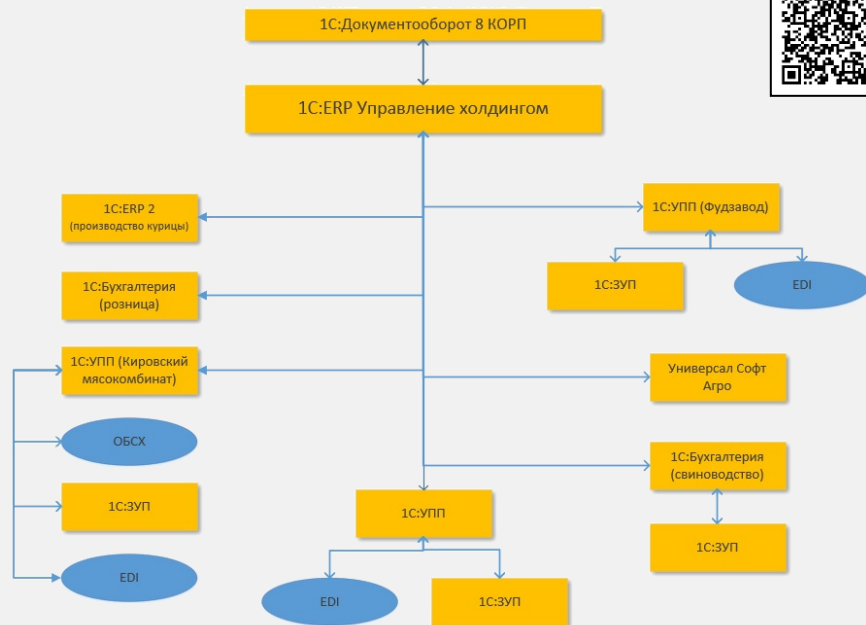 1С:Документооборот 8 КОРП
1С:ERP Управление холдингом
1С:ERP 2
(производство курицы)
1С:УПП (Фудзавод)
1С:ЗУП
EDI
1С:Бухгалтерия
(розница)
1С:УПП (Кировский
мясокомбинат)
Универсал Софт
Агро
ОБСХ
1С:Бухгалтерия
(свиноводство)
1С:ЗУП
1С:УПП
1С:ЗУП
EDI
EDI
1С:ЗУП